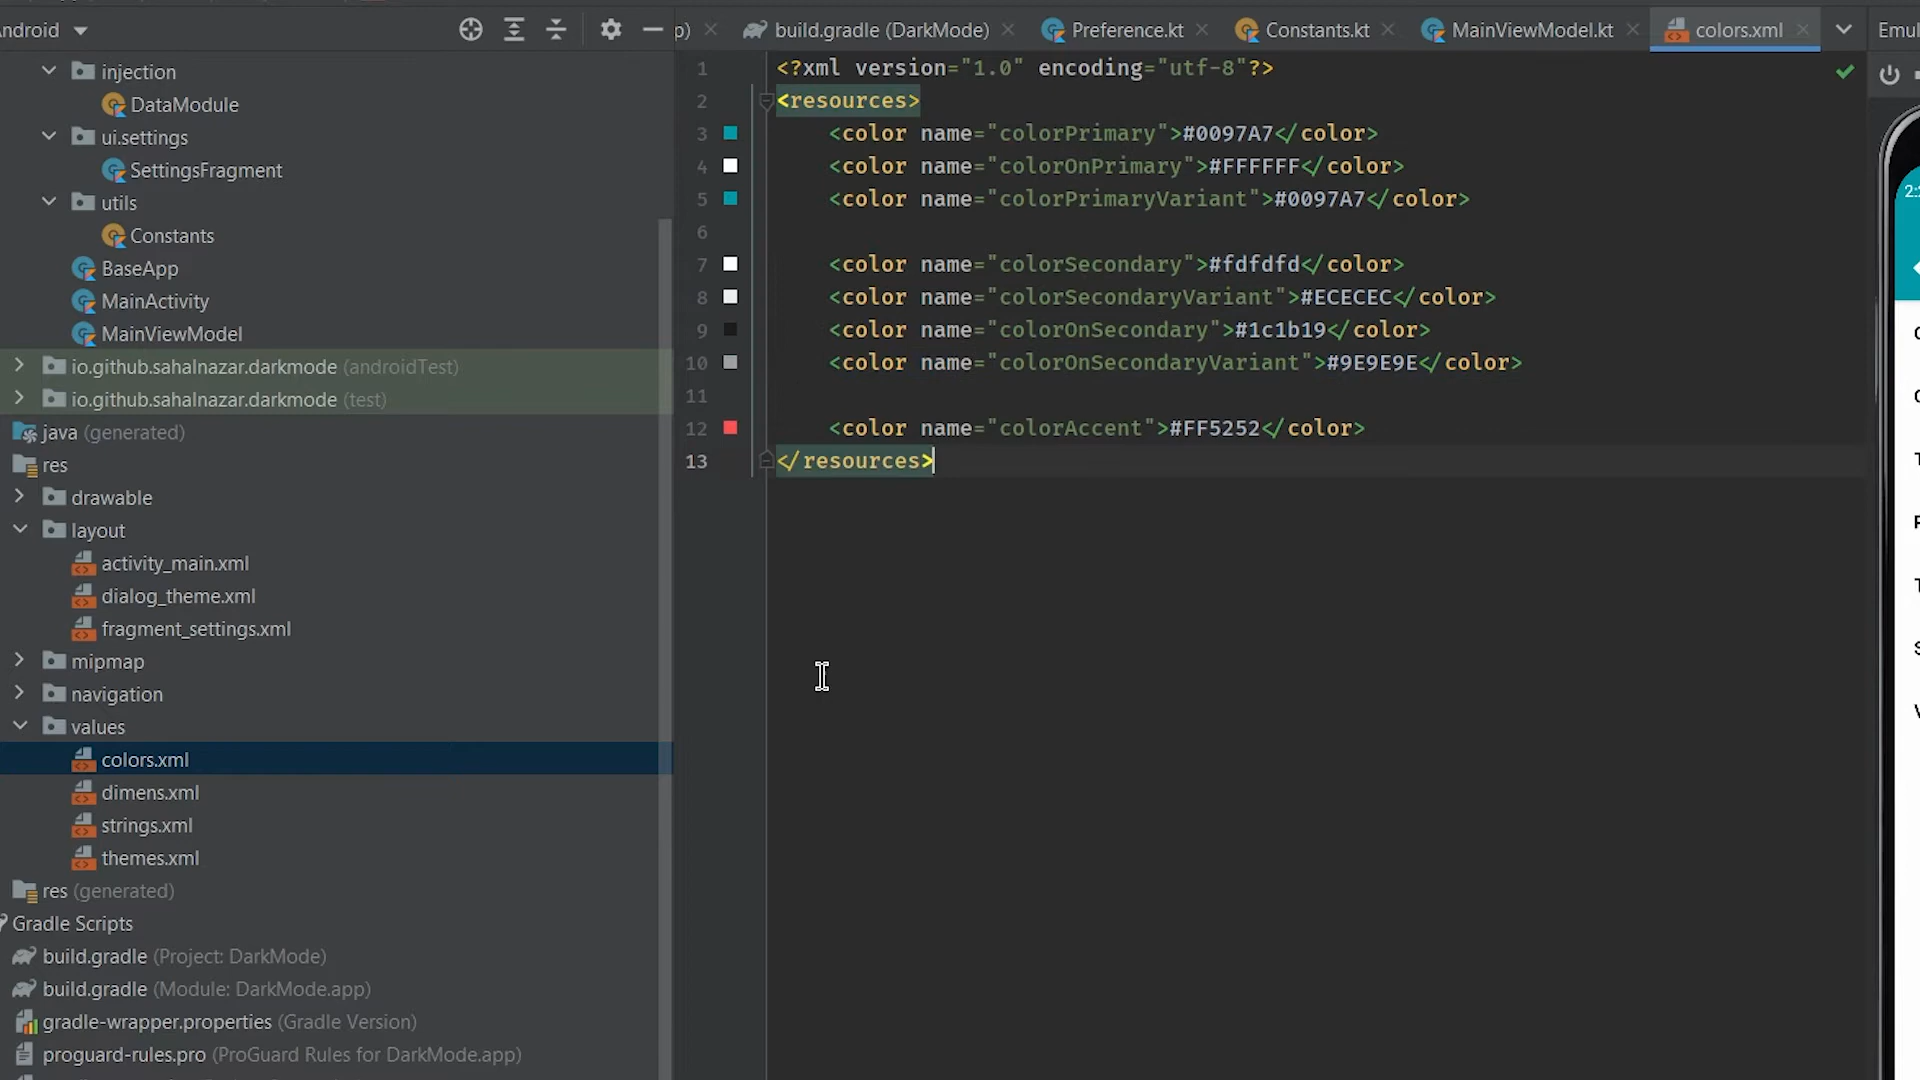 ndroid
p)
build.gradle (DarkMode)
Preference.kt
Constants.kt
MainViewModel.kt
colors.xml
Emul
injection
DataModule
ui.settings
SettingsFragment
utils
Constants
BaseApp
MainActivity
MainViewModel
io.github.sahalnazar.darkmode (androidTest)
io.github.sahalnazar.darkmode (test)
java (generated)
res
drawable
layout
activity_main.xml
dialog_theme.xml
fragment_settings.xml
mipmap
navigation
values
colors.xml
dimens.xml
strings.xml
themes.xml
res (generated)
Gradle Scripts
build.gradle (Project: DarkMode)
build.gradle (Module: DarkMode.app)
gradle-wrapper.properties (Gradle Version)
proguard-rules.pro (ProGuard Rules for DarkMode.app)
1 <?xml version="1.0" encoding="utf-8"?>
2 <resources>
3 <color name="colorPrimary">#0097A7</color>
4 <color name="colorOnPrimary">#FFFFFF</color>
5 <color name="colorPrimaryVariant">#0097A7</color>
6
7 <color name="colorSecondary">#fdfdfd</color>
8 <color name="colorSecondaryVariant">#ECECEC</color>
9 <color name="colorOnSecondary">#1c1b19</color>
10 <color name="colorOnSecondaryVariant">#9E9E9E</color>
11
12 <color name="colorAccent">#FF5252</color>
13 </resources>